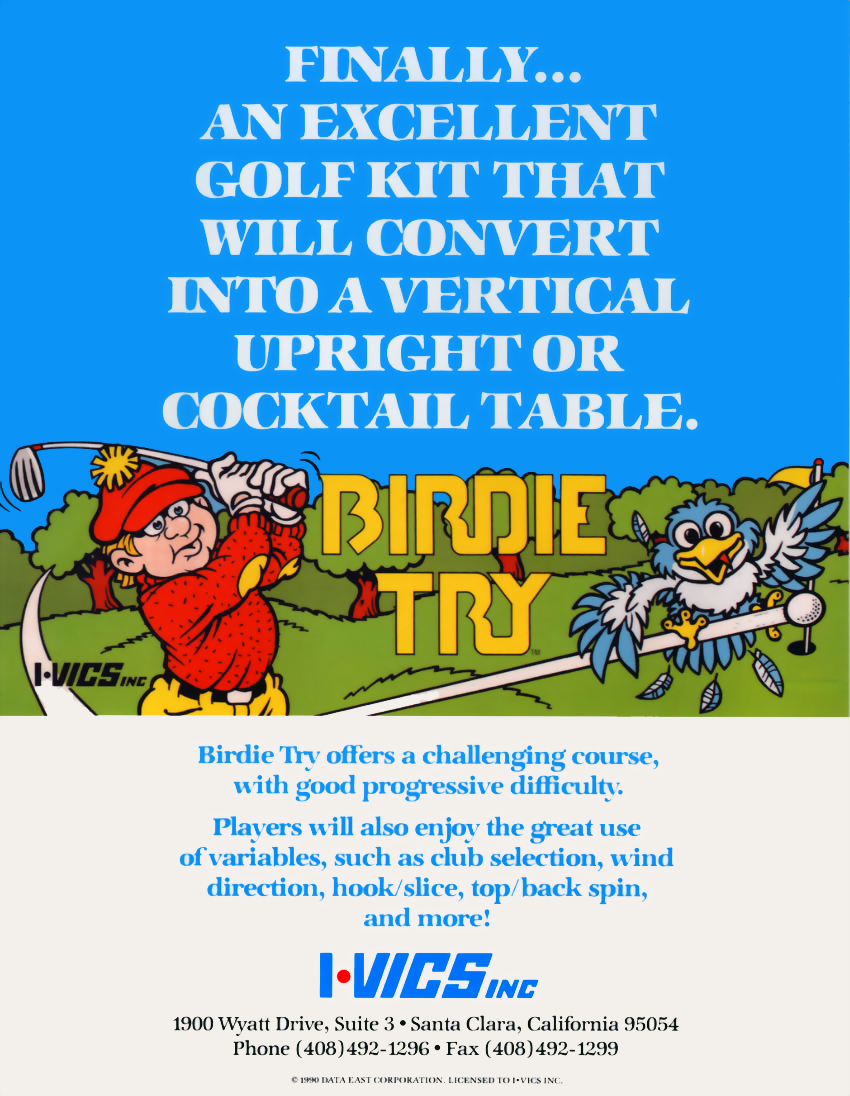 FINALLY...
AN EXCELLENT
GOLF KIT THAT
WILL CONVERT
INTO A VERTICAL
UPRIGHT OR
COCKTAIL TABLE.
BIRDIE
TRY™
I•VICS INC
Birdie Try offers a challenging course,
with good progressive difficulty.
Players will also enjoy the great use
of variables, such as club selection, wind
direction, hook/slice, top/back spin,
and more!
I•VICS INC
1900 Wyatt Drive, Suite 3 • Santa Clara, California 95054
Phone (408)492-1296 • Fax (408)492-1299
© 1990 DATA EAST CORPORATION. LICENSED TO I•VICS INC.